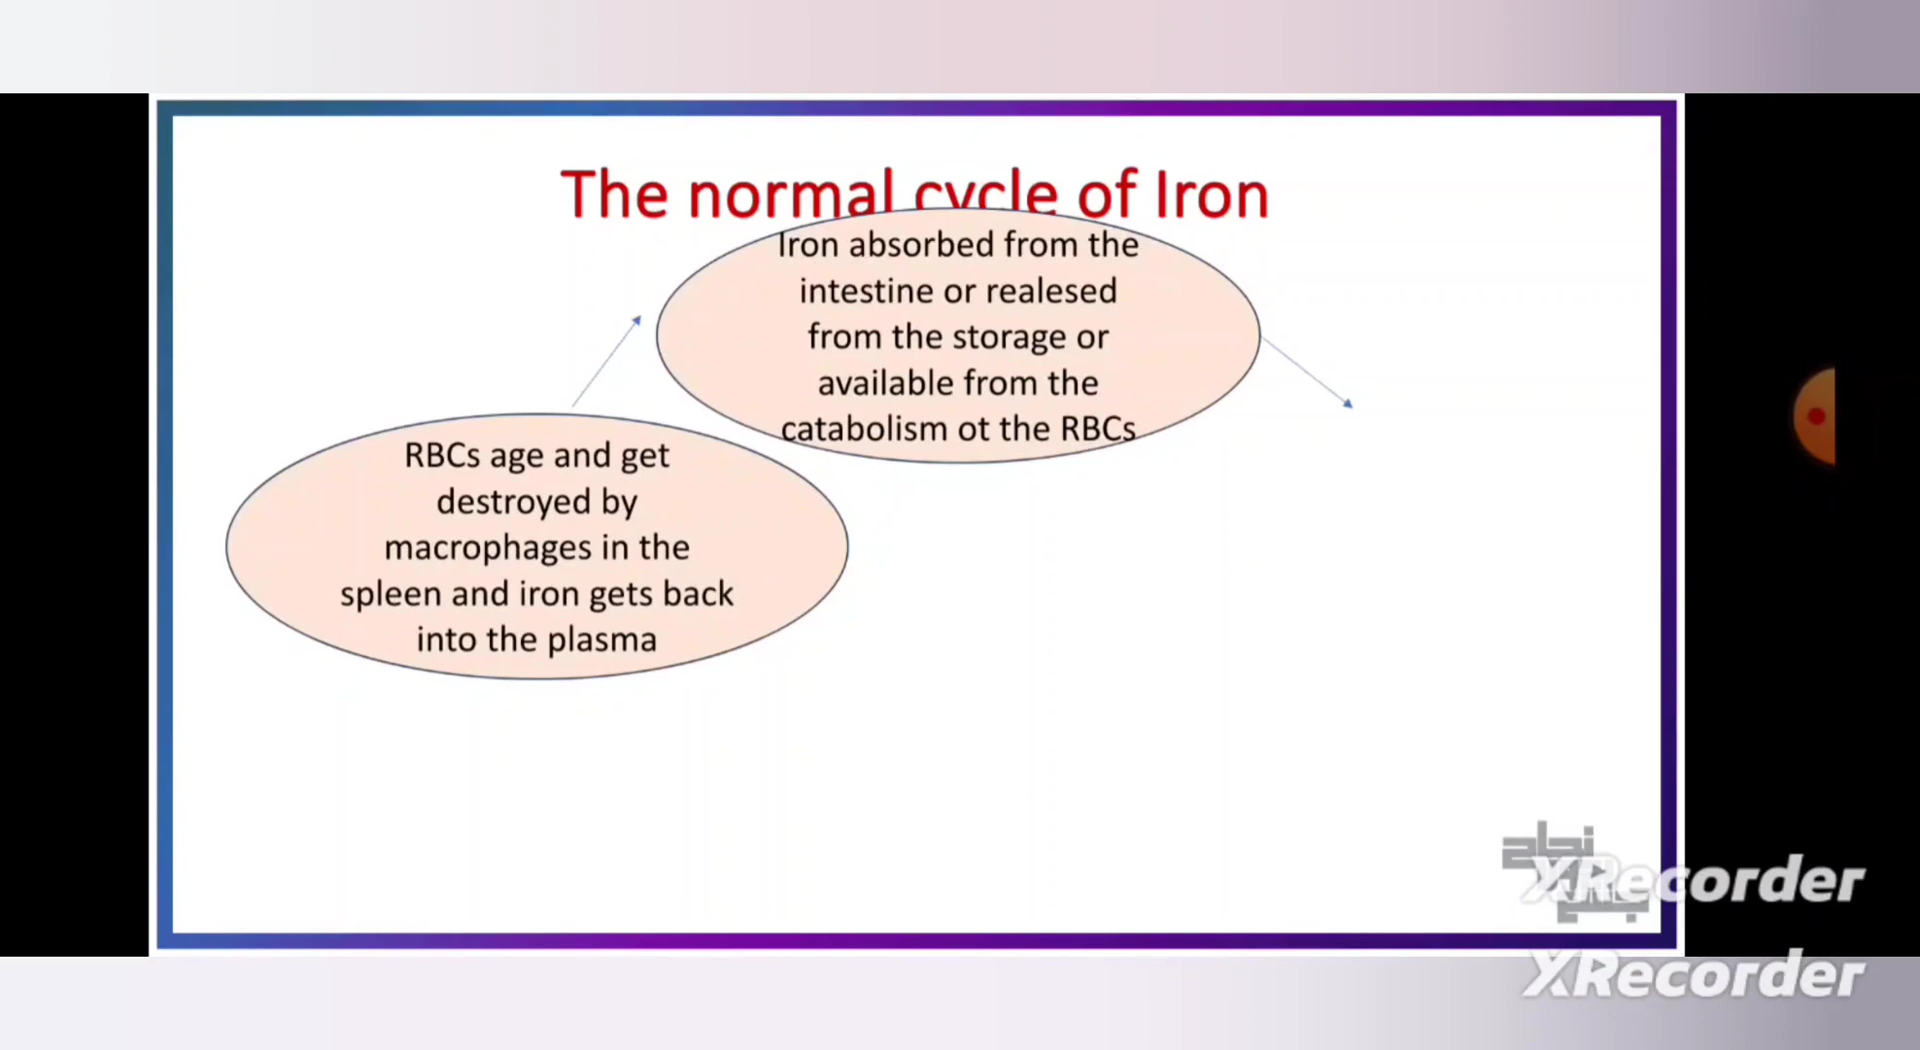 The normal cycle of Iron
Iron absorbed from the
intestine or realesed
from the storage or
available from the
catabolism ot the RBCs
RBCs age and get
destroyed by
macrophages in the
spleen and iron gets back
into the plasma
XRecorder
XRecorder